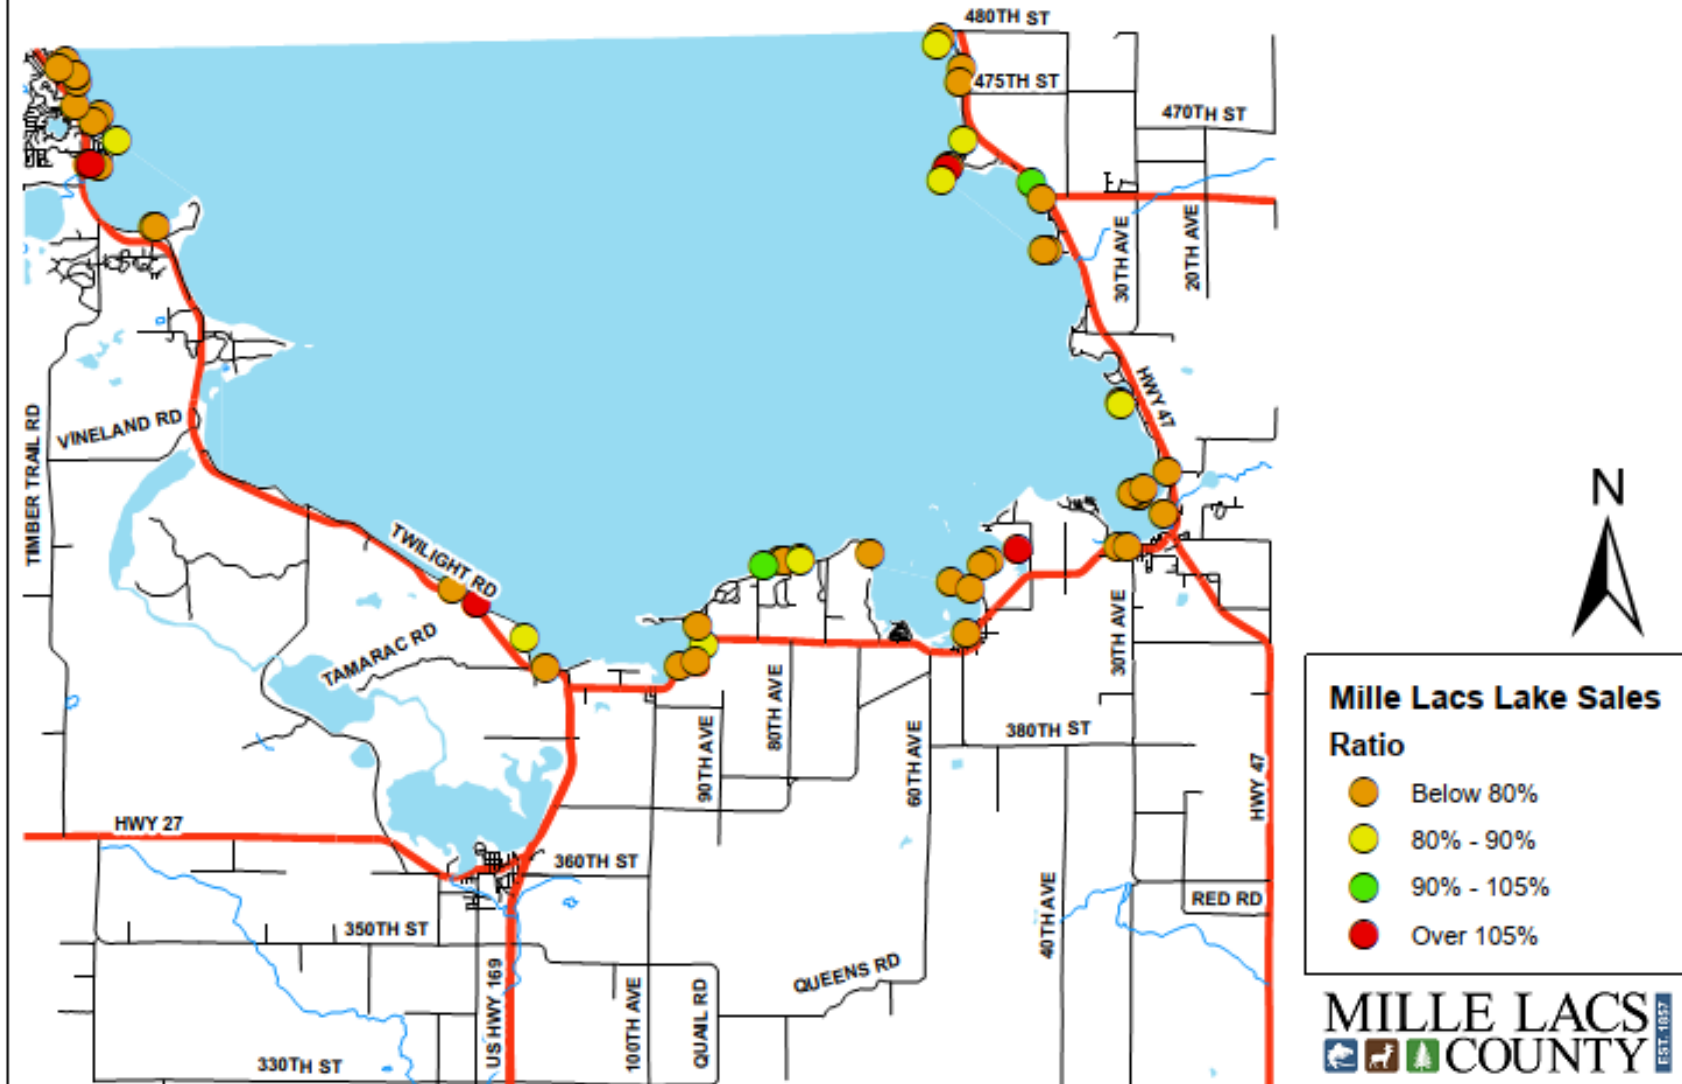 480TH ST
475TH ST
470TH ST
30TH AVE
20TH AVE
HWY 47
TIMBER TRAIL RD
VINELAND RD
TWILIGHT RD
TAMARAC RD
30TH AVE
90TH AVE
80TH AVE
60TH AVE
380TH ST
HWY 47
HWY 27
360TH ST
40TH AVE
RED RD
350TH ST
US HWY 169
100TH AVE
QUAIL RD
QUEENS RD
330TH ST
N
Mille Lacs Lake Sales
Ratio
Below 80%
80% - 90%
90% - 105%
Over 105%
MILLE LACS
COUNTY
EST. 1857